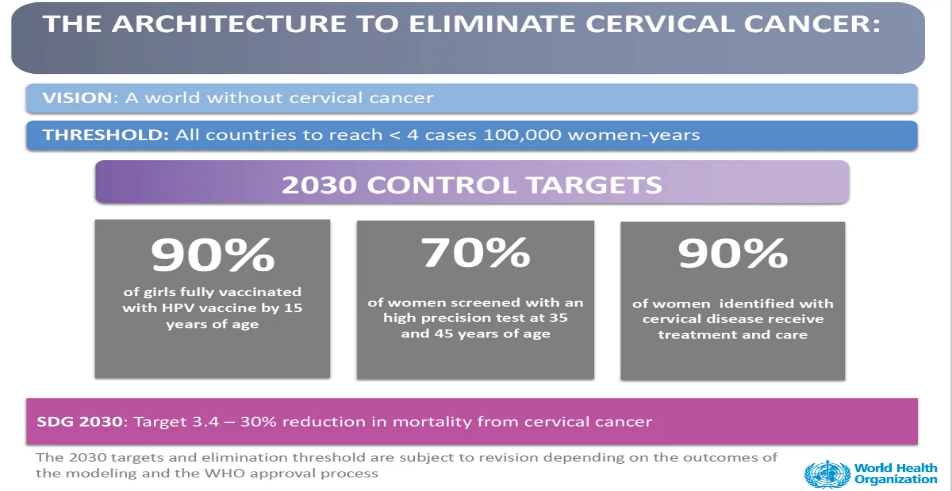 THE ARCHITECTURE TO ELIMINATE CERVICAL CANCER:
VISION: A world without cervical cancer
THRESHOLD: All countries to reach < 4 cases 100,000 women-years
2030 CONTROL TARGETS
90%
of girls fully vaccinated
with HPV vaccine by 15
years of age
70%
of women screened with an
high precision test at 35
and 45 years of age
90%
of women identified with
cervical disease receive
treatment and care
SDG 2030: Target 3.4 – 30% reduction in mortality from cervical cancer
The 2030 targets and elimination threshold are subject to revision depending on the outcomes of
the modeling and the WHO approval process
World Health
Organization